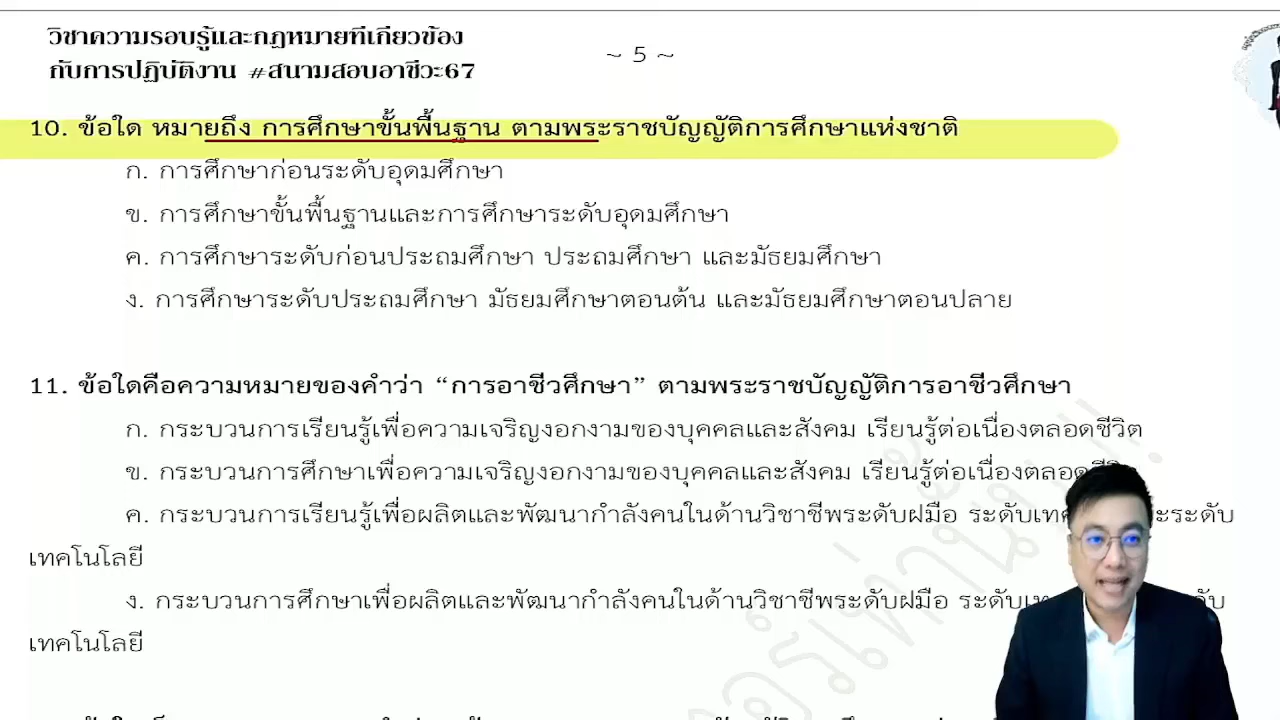 วิชาความรอบรู้และกฎหมายที่เกี่ยวข้อง
กับการปฏิบัติงาน #สนามสอบอาชีวะ67
~ 5 ~
10. ข้อใด หมายถึง การศึกษาขั้นพื้นฐาน ตามพระราชบัญญัติการศึกษาแห่งชาติ
ก. การศึกษาก่อนระดับอุดมศึกษา
ข. การศึกษาขั้นพื้นฐานและการศึกษาระดับอุดมศึกษา
ค. การศึกษาระดับก่อนประถมศึกษา ประถมศึกษา และมัธยมศึกษา
ง. การศึกษาระดับประถมศึกษา มัธยมศึกษาตอนต้น และมัธยมศึกษาตอนปลาย
11. ข้อใดคือความหมายของคำว่า “การอาชีวศึกษา” ตามพระราชบัญญัติการอาชีวศึกษา
ก. กระบวนการเรียนรู้เพื่อความเจริญงอกงามของบุคคลและสังคม เรียนรู้ต่อเนื่องตลอดชีวิต
ข. กระบวนการศึกษาเพื่อความเจริญงอกงามของบุคคลและสังคม เรียนรู้ต่อเนื่องตลอด
ค. กระบวนการเรียนรู้เพื่อผลิตและพัฒนากำลังคนในด้านวิชาชีพระดับฝีมือ ระดับ ระดับ
เทคโนโลยี
ง. กระบวนการศึกษาเพื่อผลิตและพัฒนากำลังคนในด้านวิชาชีพระดับฝีมือ
เทคโนโลยี